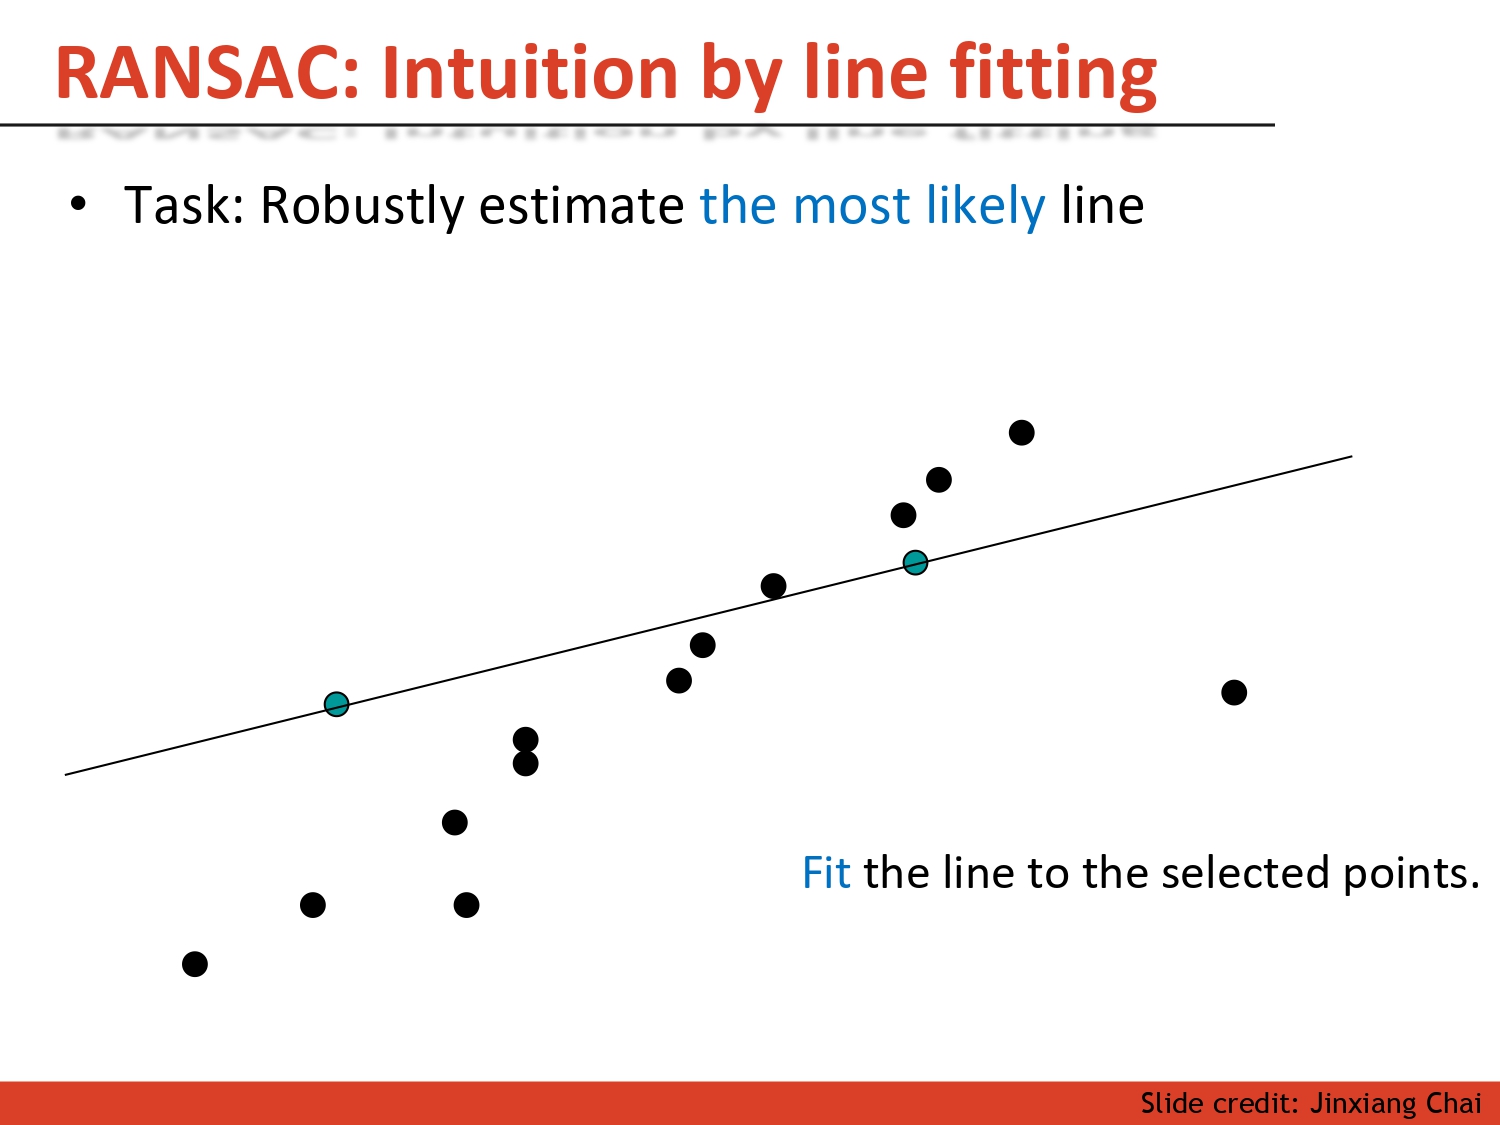 RANSAC: Intuition by line fitting
• Task: Robustly estimate the most likely line
Fit the line to the selected points.
Slide credit: Jinxiang Chai